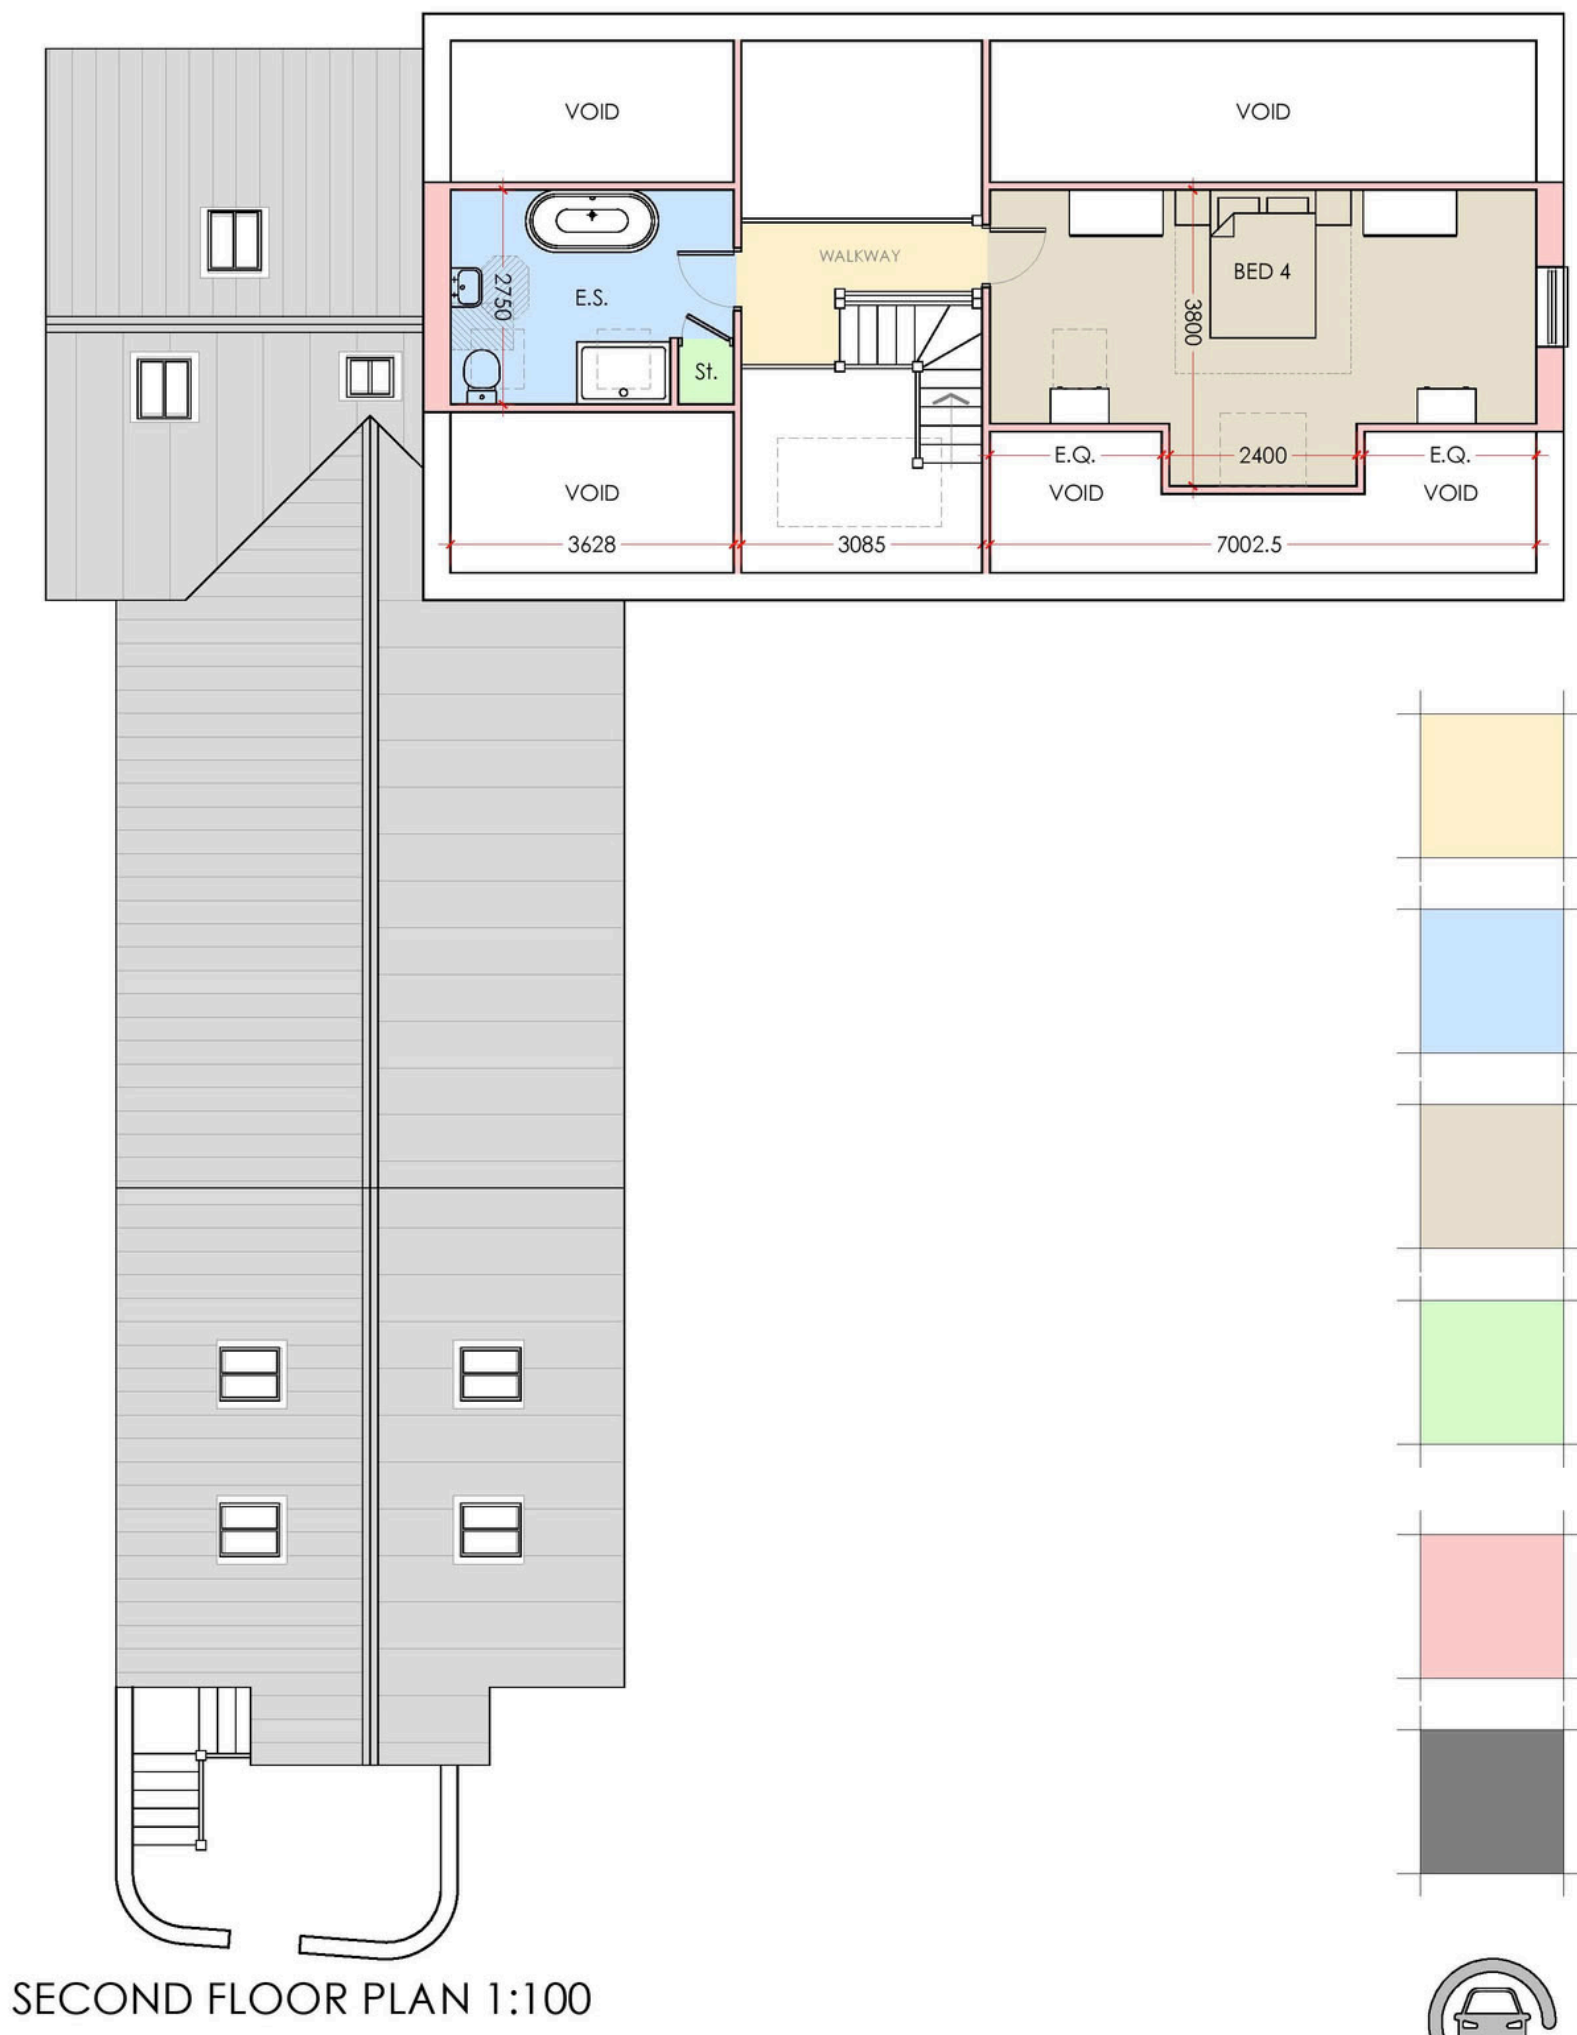 VOID
VOID
WALKWAY
BED 4
2750
E.S.
3800
St.
E.Q.
2400
E.Q.
VOID
VOID
VOID
3628
3085
7002.5
SECOND FLOOR PLAN 1:100